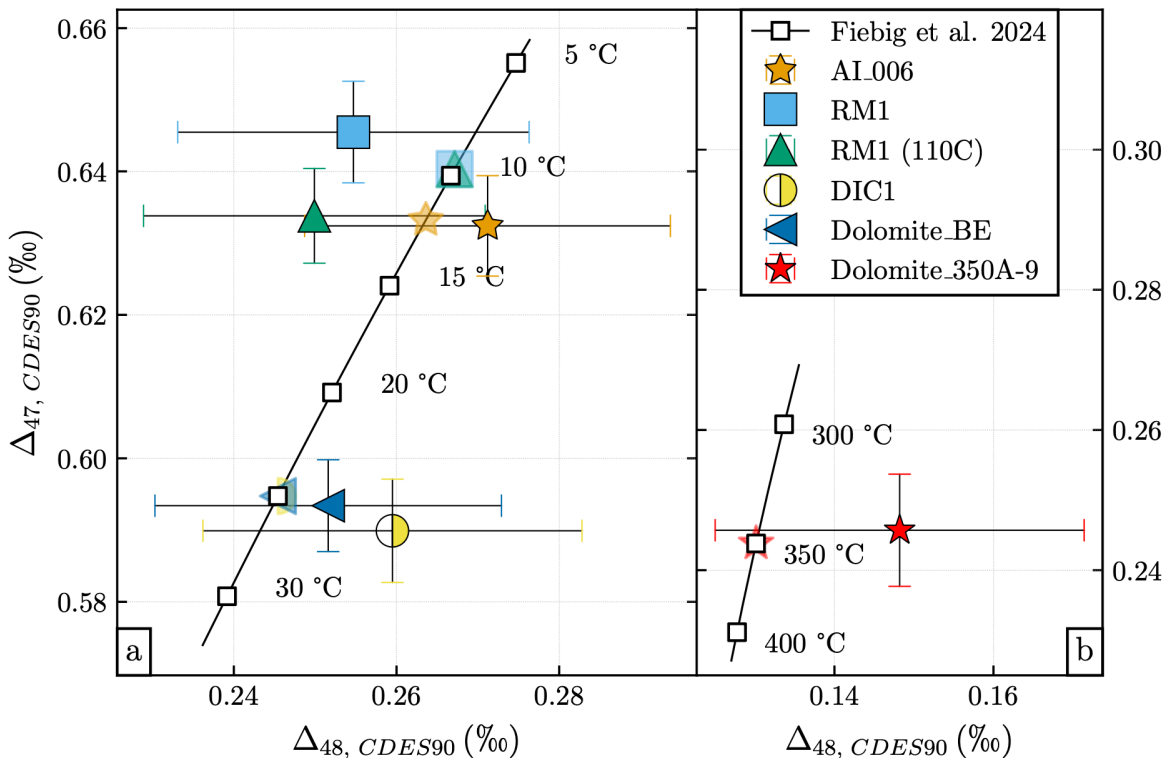 0.66
0.64
0.62
0.60
0.58
Δ47, CDES90 (‰)
5 °C
10 °C
15 °C
20 °C
30 °C
a
0.24
0.26
0.28
Δ48, CDES90 (‰)
Fiebig et al. 2024
AI_006
RM1
RM1 (110C)
DIC1
Dolomite_BE
Dolomite_350A-9
300 °C
350 °C
400 °C
b
0.30
0.28
0.26
0.24
0.14
0.16
Δ48, CDES90 (‰)